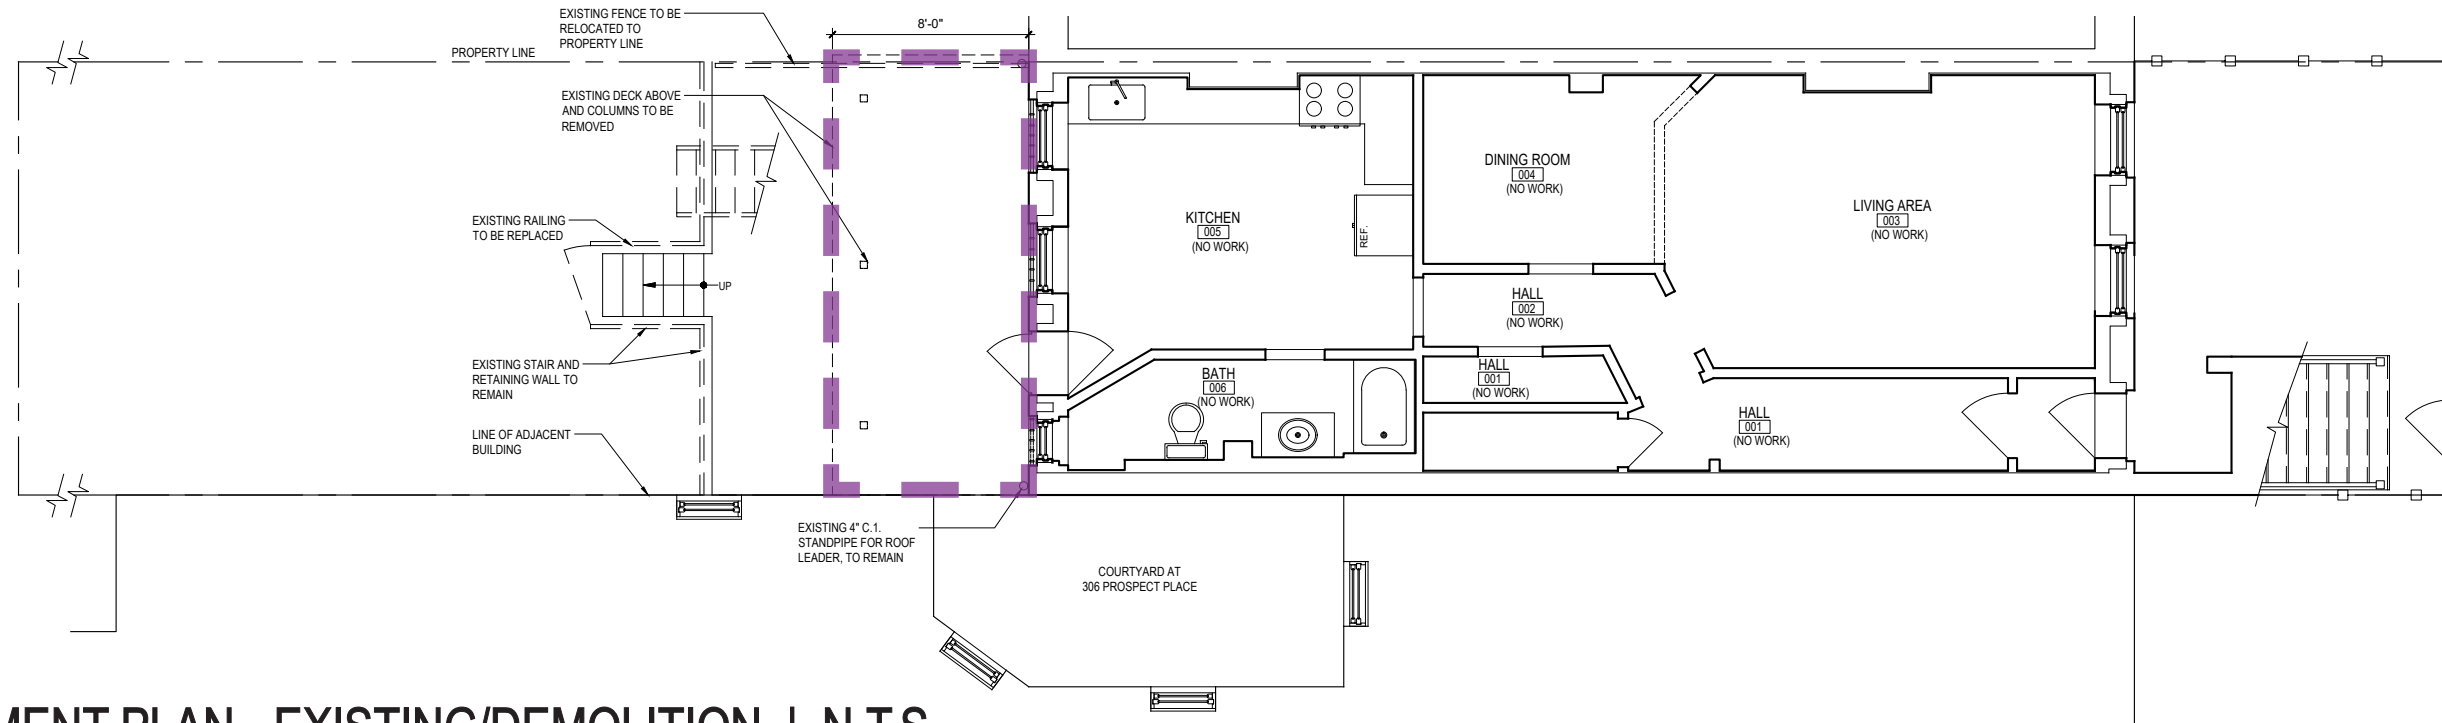 EXISTING FENCE TO BE
RELOCATED TO
PROPERTY LINE
8'-0"
PROPERTY LINE
EXISTING DECK ABOVE
AND COLUMNS TO BE
REMOVED
EXISTING RAILING
TO BE REPLACED
UP
EXISTING STAIR AND
RETAINING WALL TO
REMAIN
LINE OF ADJACENT
BUILDING
EXISTING 4" C.1.
STANDPIPE FOR ROOF
LEADER, TO REMAIN
KITCHEN
005
(NO WORK)
REF.
DINING ROOM
004
(NO WORK)
LIVING AREA
003
(NO WORK)
HALL
002
(NO WORK)
HALL
001
(NO WORK)
BATH
006
(NO WORK)
HALL
001
(NO WORK)
COURTYARD AT
306 PROSPECT PLACE
MENT PLAN - EXISTING/DEMOLITION | N.T.S.